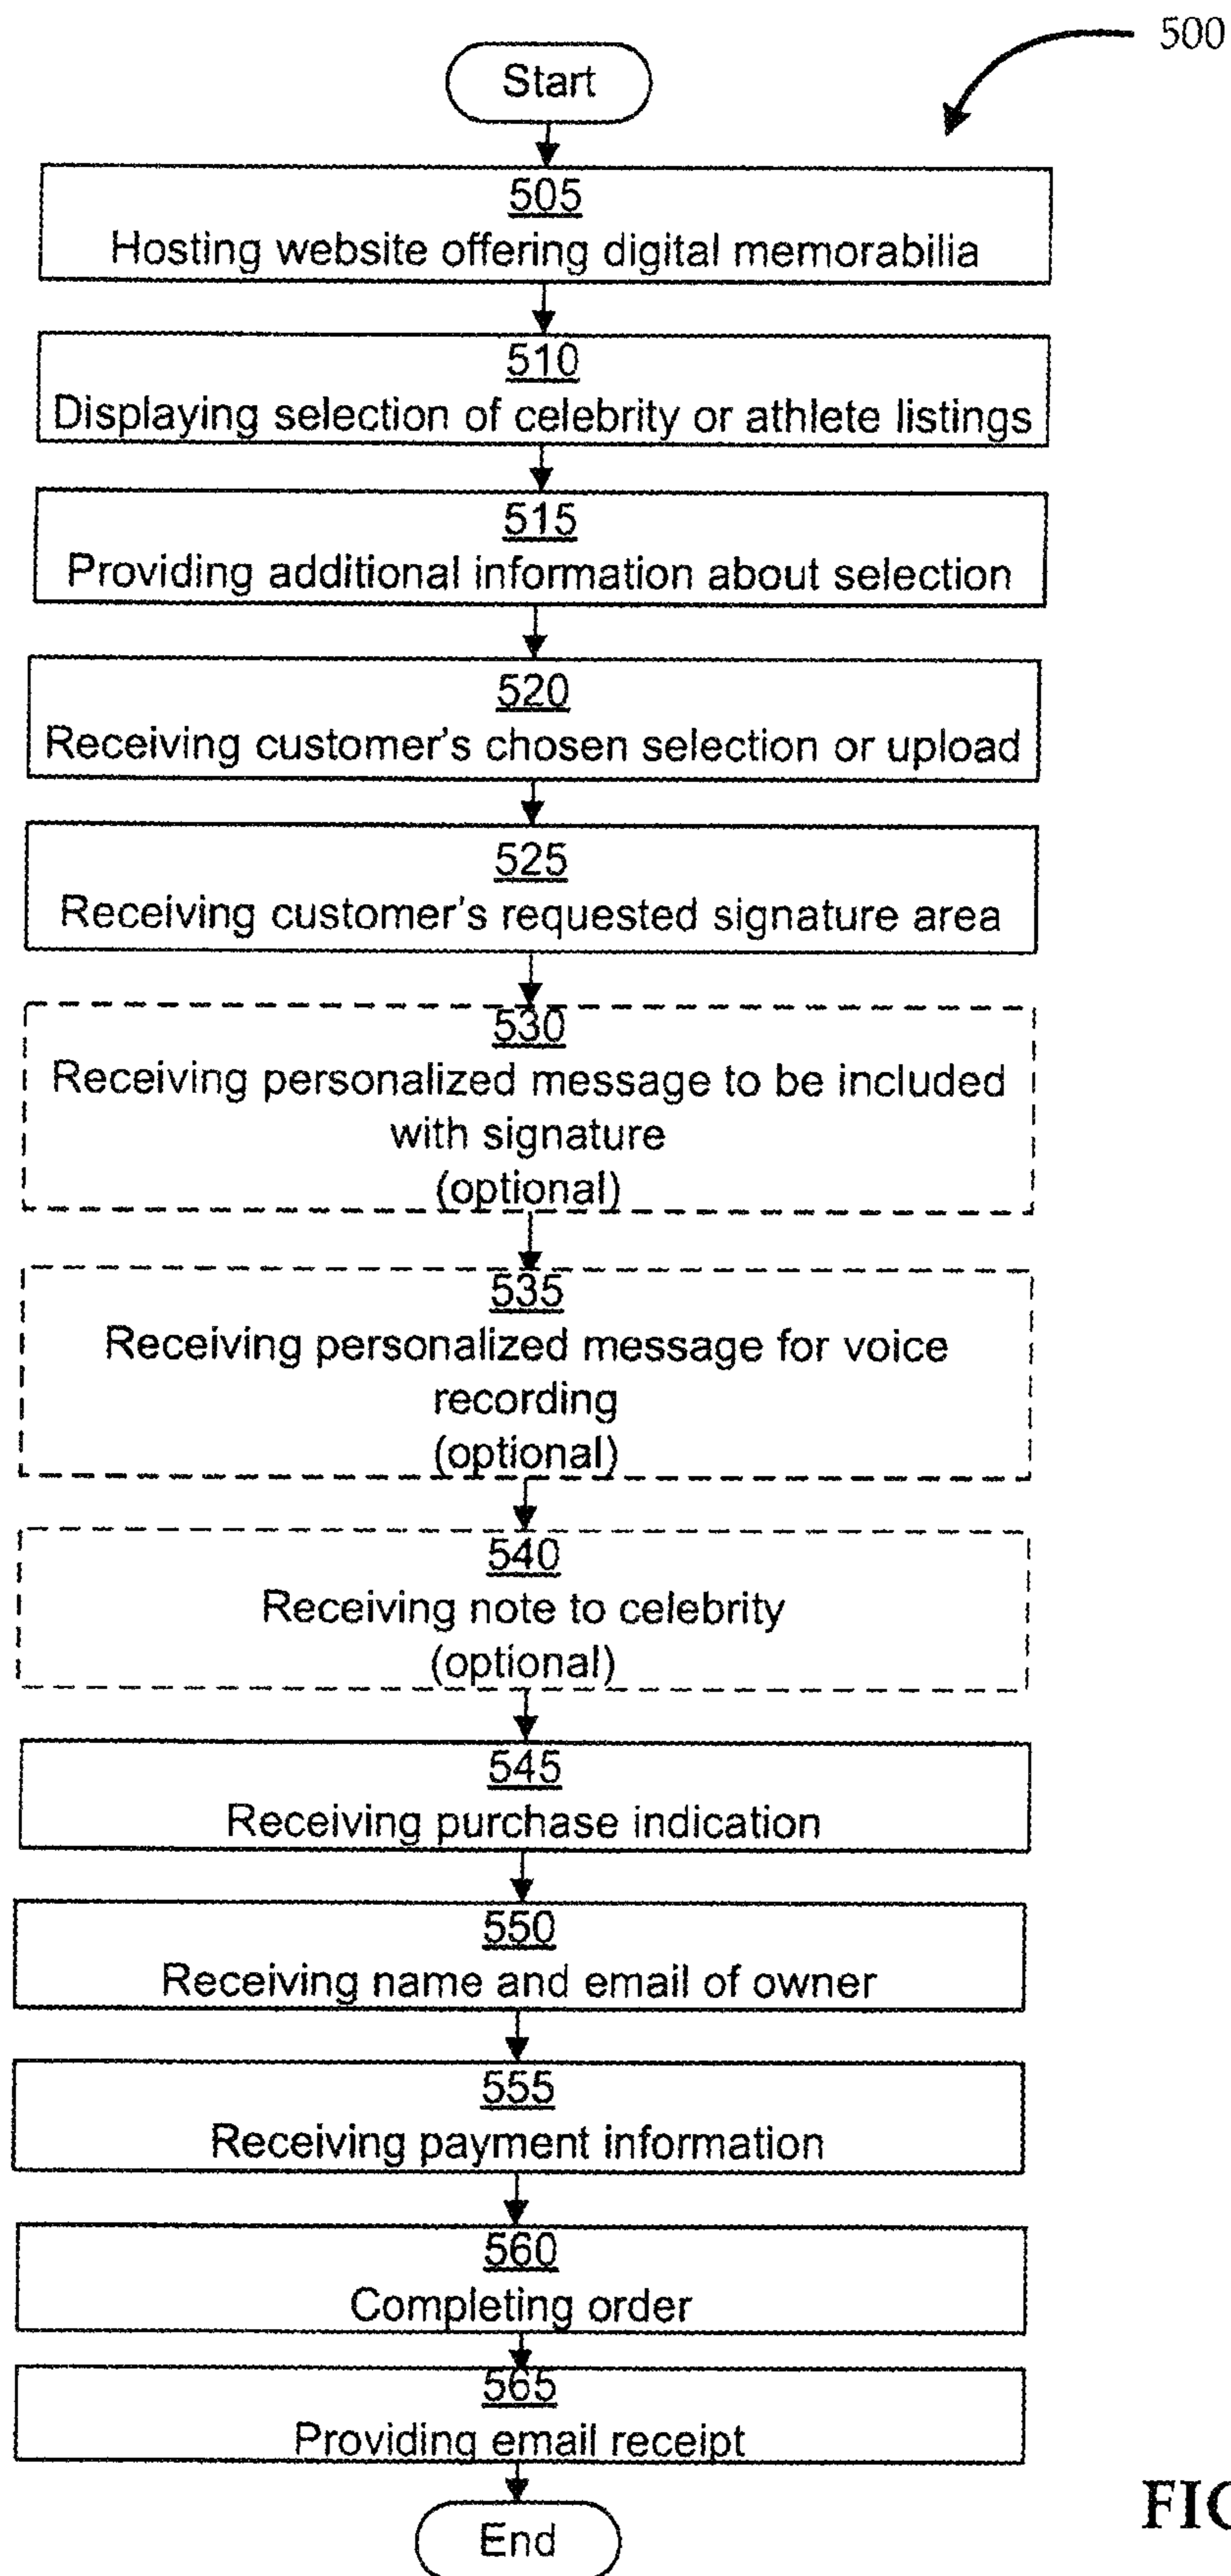 500
Start
505
Hosting website offering digital memorabilia
510
Displaying selection of celebrity or athlete listings
515
Providing additional information about selection
520
Receiving customer's chosen selection or upload
525
Receiving customer's requested signature area
530
Receiving personalized message to be included
with signature
(optional)
535
Receiving personalized message for voice
recording
(optional)
540
Receiving note to celebrity
(optional)
545
Receiving purchase indication
550
Receiving name and email of owner
555
Receiving payment information
560
Completing order
565
Providing email receipt
End